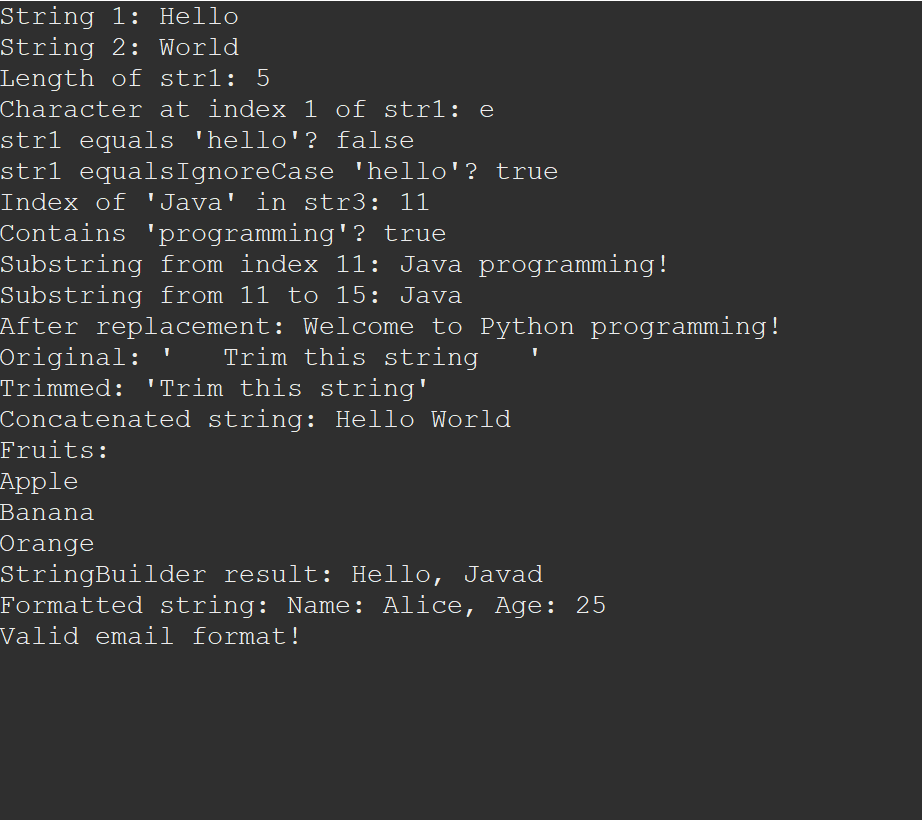 String 1: Hello
String 2: World
Length of str1: 5
Character at index 1 of str1: e
str1 equals 'hello'? false
str1 equalsIgnoreCase 'hello'? true
Index of 'Java' in str3: 11
Contains 'programming'? true
Substring from index 11: Java programming!
Substring from 11 to 15: Java
After replacement: Welcome to Python programming!
Original: '   Trim this string   '
Trimmed: 'Trim this string'
Concatenated string: Hello World
Fruits:
Apple
Banana
Orange
StringBuilder result: Hello, Javad
Formatted string: Name: Alice, Age: 25
Valid email format!